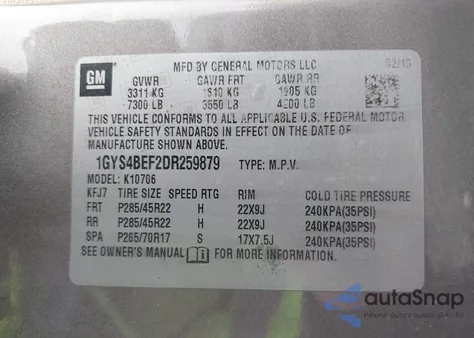 GM
MFD BY GENERAL MOTORS LLC
02/13
GVWR GAWR FRT GAWR RR
3311 KG 1610 KG 1905 KG
7300 LB 3550 LB 4200 LB
THIS VEHICLE CONFORMS TO ALL APPLICABLE U.S. FEDERAL MOTOR
VEHICLE SAFETY STANDARDS IN EFFECT ON THE DATE OF
MANUFACTURE SHOWN ABOVE.
1GYS4BEF2DR259879 TYPE: M.P.V.
MODEL: K10706
KFJ7 TIRE SIZE SPEED RTG RIM COLD TIRE PRESSURE
FRT P285/45R22 H 22X9J 240KPA(35PSI)
RR P285/45R22 H 22X9J 240KPA(35PSI)
SPA P265/70R17 S 17X7.5J 240KPA(35PSI)
SEE OWNER'S MANUAL FOR MORE INFORMATION.
autoSnap